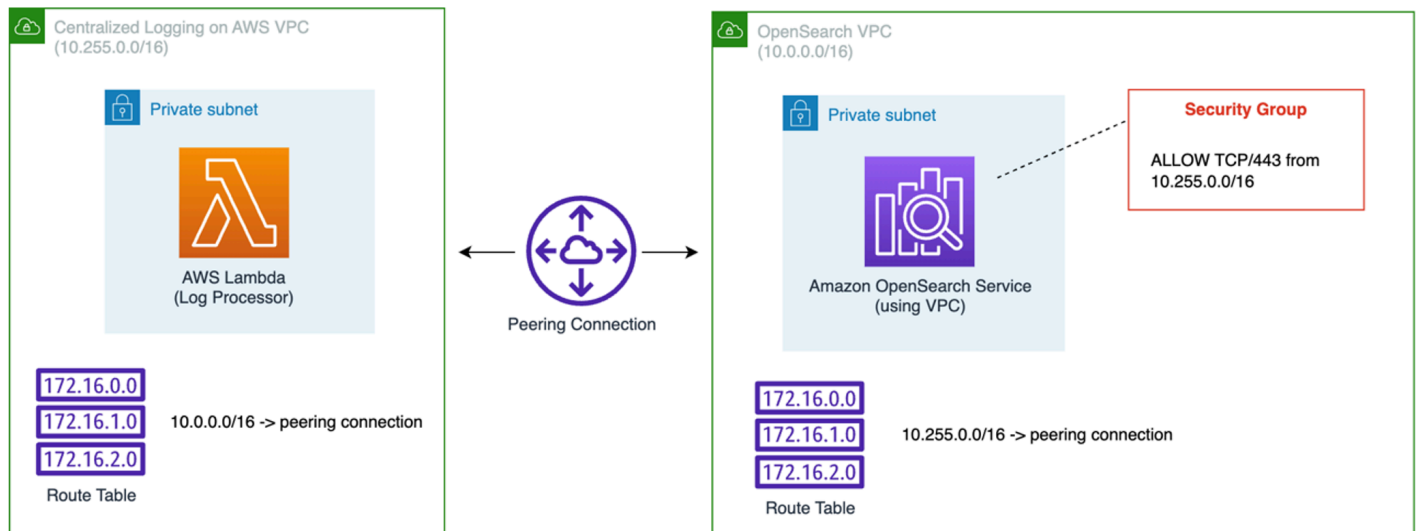 Centralized Logging on AWS VPC
(10.255.0.0/16)
Private subnet
AWS Lambda
(Log Processor)
172.16.0.0
172.16.1.0
172.16.2.0
Route Table
10.0.0.0/16 -> peering connection
Peering Connection
OpenSearch VPC
(10.0.0.0/16)
Private subnet
Amazon OpenSearch Service
(using VPC)
Security Group
ALLOW TCP/443 from
10.255.0.0/16
172.16.0.0
172.16.1.0
172.16.2.0
Route Table
10.255.0.0/16 -> peering connection